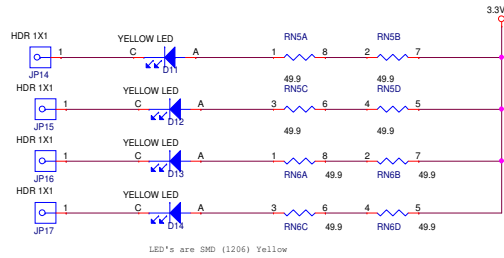 3.3V
HDR 1X1 YELLOW LED RN5A RN5B
1 C A 1 8 2 7
JP14 D11 49.9 49.9
HDR 1X1 YELLOW LED RN5C RN5D
1 C A 3 6 4 5
JP15 D12 49.9 49.9
HDR 1X1 YELLOW LED
1 C A 1 8 2 7
JP16 D13 RN6A 49.9 RN6B 49.9
HDR 1X1 YELLOW LED
1 C A 3 6 4 5
JP17 D14 RN6C 49.9 RN6D 49.9
LED's are SMD (1206) Yellow